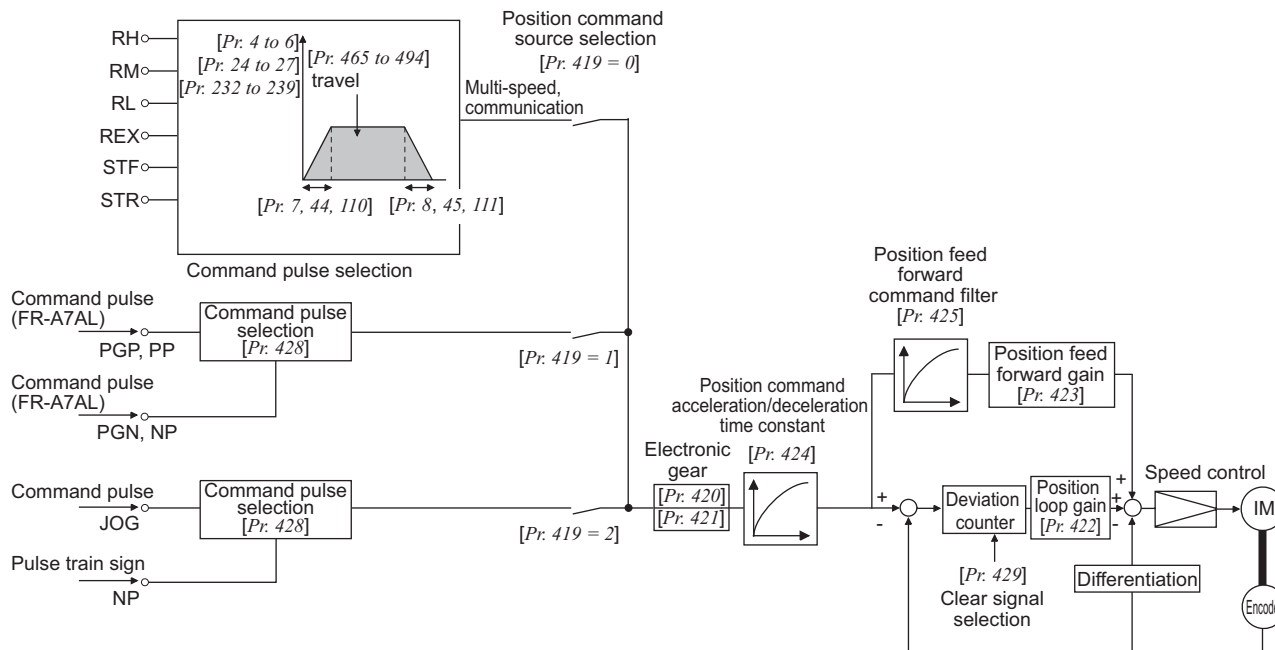 RH
RM
RL
REX
STF
STR
[Pr. 4 to 6]
[Pr. 24 to 27]
[Pr. 232 to 239]
[Pr. 465 to 494]
travel
[Pr. 7, 44, 110]
[Pr. 8, 45, 111]
Command pulse selection
Position command
source selection
[Pr. 419 = 0]
Multi-speed,
communication
Command pulse
(FR-A7AL)
PGP, PP
Command pulse
selection
[Pr. 428]
[Pr. 419 = 1]
Command pulse
(FR-A7AL)
PGN, NP
Command pulse
JOG
Command pulse
selection
[Pr. 428]
[Pr. 419 = 2]
Pulse train sign
NP
Electronic
gear
[Pr. 420]
[Pr. 421]
Position command
acceleration/deceleration
time constant
[Pr. 424]
Position feed
forward
command filter
[Pr. 425]
Position feed
forward gain
[Pr. 423]
+
-
Deviation
counter
[Pr. 429]
Clear signal
selection
Position
loop gain
[Pr. 422]
+
+
-
Differentiation
Speed control
IM
Encode